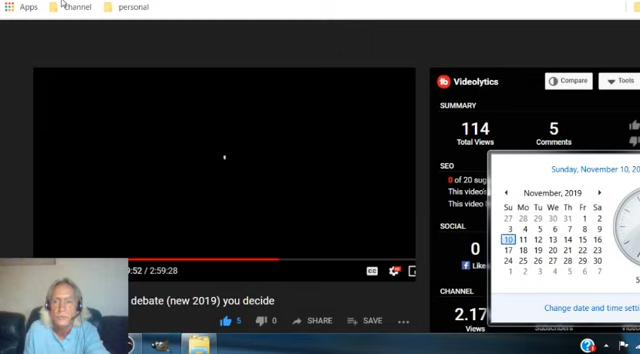 Apps channel personal
Videolytics Compare Tools
SUMMARY
114 5
Total Views Comments
SEO
0 of 20
This video's
This video
SOCIAL
0
Like
CHANNEL
2.17
Views
Sunday, November 10, 20
November, 2019
Su Mo Tu We Th Fr Sa
27 28 29 30 31 1 2
3 4 5 6 7 8 9
10 11 12 13 14 15 16
17 18 19 20 21 22 23
24 25 26 27 28 29 30
1 2 3 4 5 6 7
Change date and time
9:52 / 2:59:28
debate (new 2019) you decide
5 0 SHARE SAVE